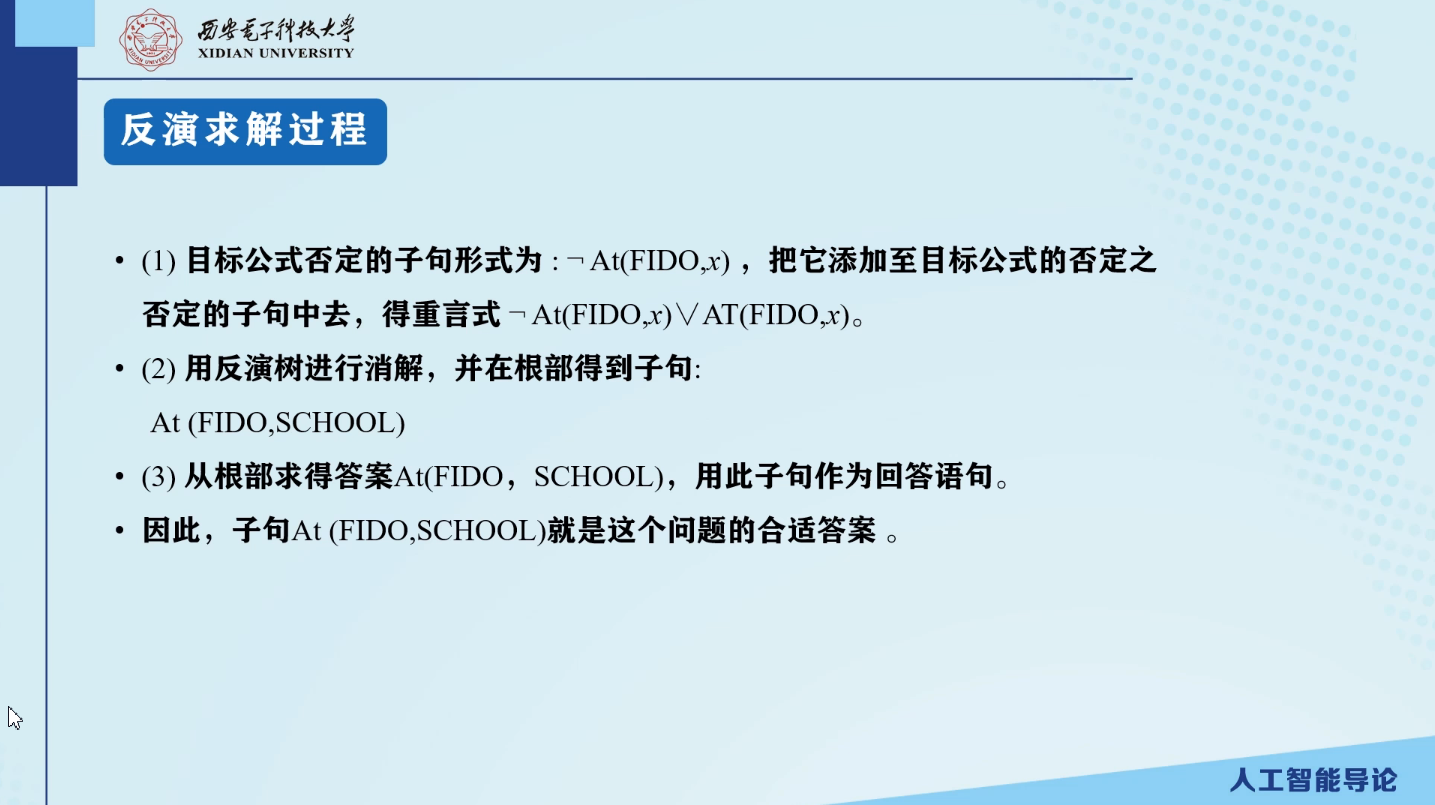 西安电子科技大学
XIDIAN UNIVERSITY
反演求解过程
• (1) 目标公式否定的子句形式为 : ﹁ At(FIDO,x) ，把它添加至目标公式的否定之
否定的子句中去，得重言式 ﹁ At(FIDO,x)∨AT(FIDO,x)。
• (2) 用反演树进行消解，并在根部得到子句:
At (FIDO,SCHOOL)
• (3) 从根部求得答案At(FIDO，SCHOOL)，用此子句作为回答语句。
• 因此，子句At (FIDO,SCHOOL)就是这个问题的合适答案 。
人工智能导论